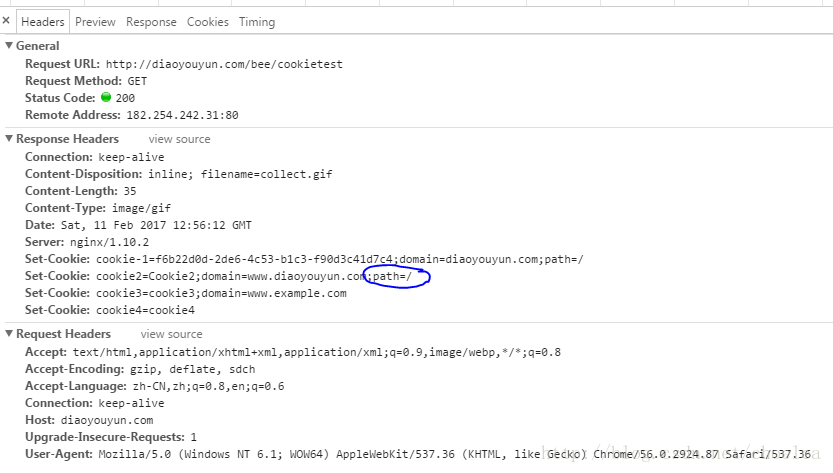 × Headers Preview Response Cookies Timing
▼General
Request URL: http://diaoyouyun.com/bee/cookietest
Request Method: GET
Status Code: 200
Remote Address: 182.254.242.31:80
▼Response Headers view source
Connection: keep-alive
Content-Disposition: inline; filename=collect.gif
Content-Length: 35
Content-Type: image/gif
Date: Sat, 11 Feb 2017 12:56:12 GMT
Server: nginx/1.10.2
Set-Cookie: cookie-1=f6b22d0d-2de6-4c53-b1c3-f90d3c41d7c4;domain=diaoyouyun.com;path=/
Set-Cookie: cookie2=Cookie2;domain=www.diaoyouyun.com;path=/
Set-Cookie: cookie3=cookie3;domain=www.example.com
Set-Cookie: cookie4=cookie4
▼Request Headers view source
Accept: text/html,application/xhtml+xml,application/xml;q=0.9,image/webp,*/*;q=0.8
Accept-Encoding: gzip, deflate, sdch
Accept-Language: zh-CN,zh;q=0.8,en;q=0.6
Connection: keep-alive
Host: diaoyouyun.com
Upgrade-Insecure-Requests: 1
User-Agent: Mozilla/5.0 (Windows NT 6.1; WOW64) AppleWebKit/537.36 (KHTML, like Gecko) Chrome/56.0.2924.87 Safari/537.36